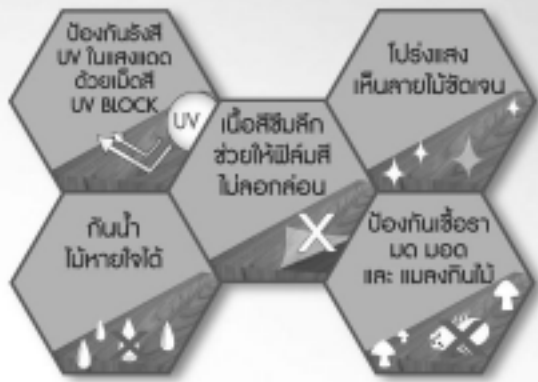 ป้องกันรังสี
UV ในแสงแดด
ด้วยเม็ดสี
UV BLOCK
UV
โปร่งแสง
เห็นลายไม้ชัดเจน
เนื้อสีซึมลึก
ช่วยให้ฟิล์มสี
ไม่ลอกล่อน
กันน้ำ
ไม้หายใจได้
ป้องกันเชื้อรา
มด มอด
และ แมลงกินไม้